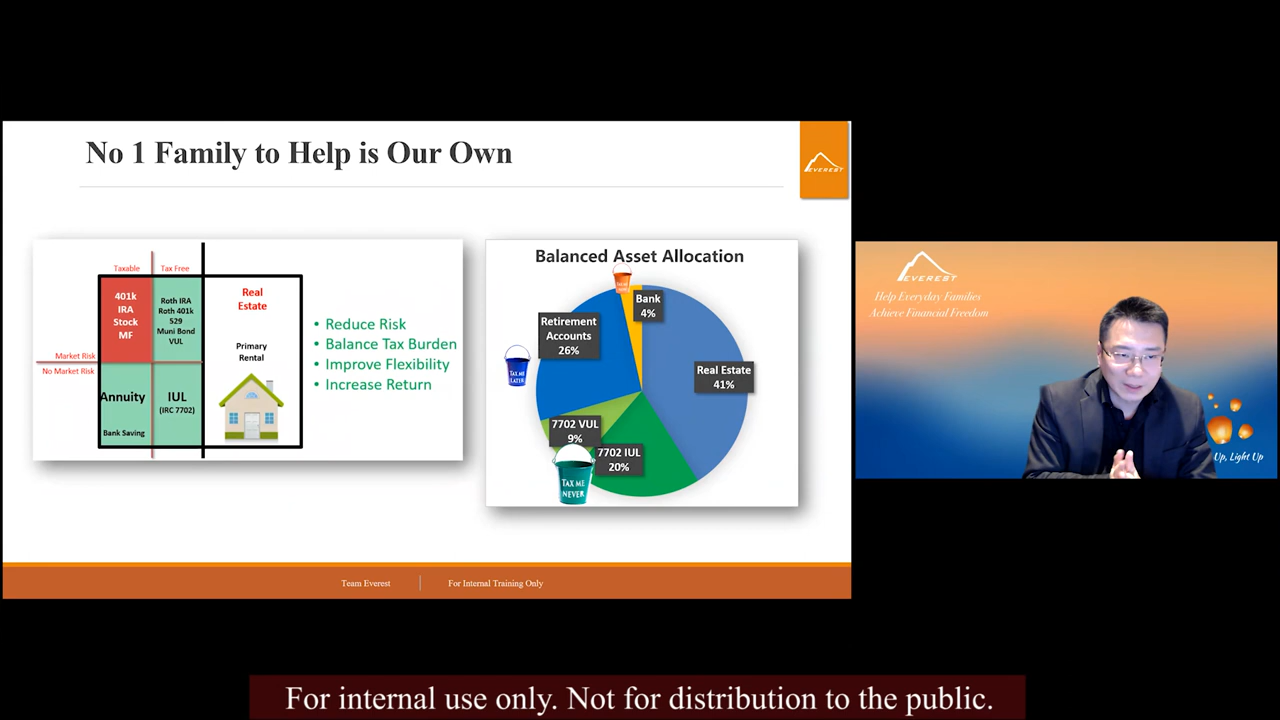 No 1 Family to Help is Our Own
EVEREST
Taxable
Tax Free
401k
IRA
Stock
MF
Roth IRA
Roth 401k
529
Muni Bond
VUL
Real
Estate
Primary
Rental
Market Risk
No Market Risk
Annuity
Bank Saving
IUL
(IRC 7702)
• Reduce Risk
• Balance Tax Burden
• Improve Flexibility
• Increase Return
Balanced Asset Allocation
Bank
4%
Retirement
Accounts
26%
TAX ME
LATER
Real Estate
41%
7702 VUL
9%
7702 IUL
20%
TAX ME
NEVER
Team Everest
For Internal Training Only
EVEREST
Help Everyday Families
Achieve Financial Freedom
Up, Light Up
For internal use only. Not for distribution to the public.